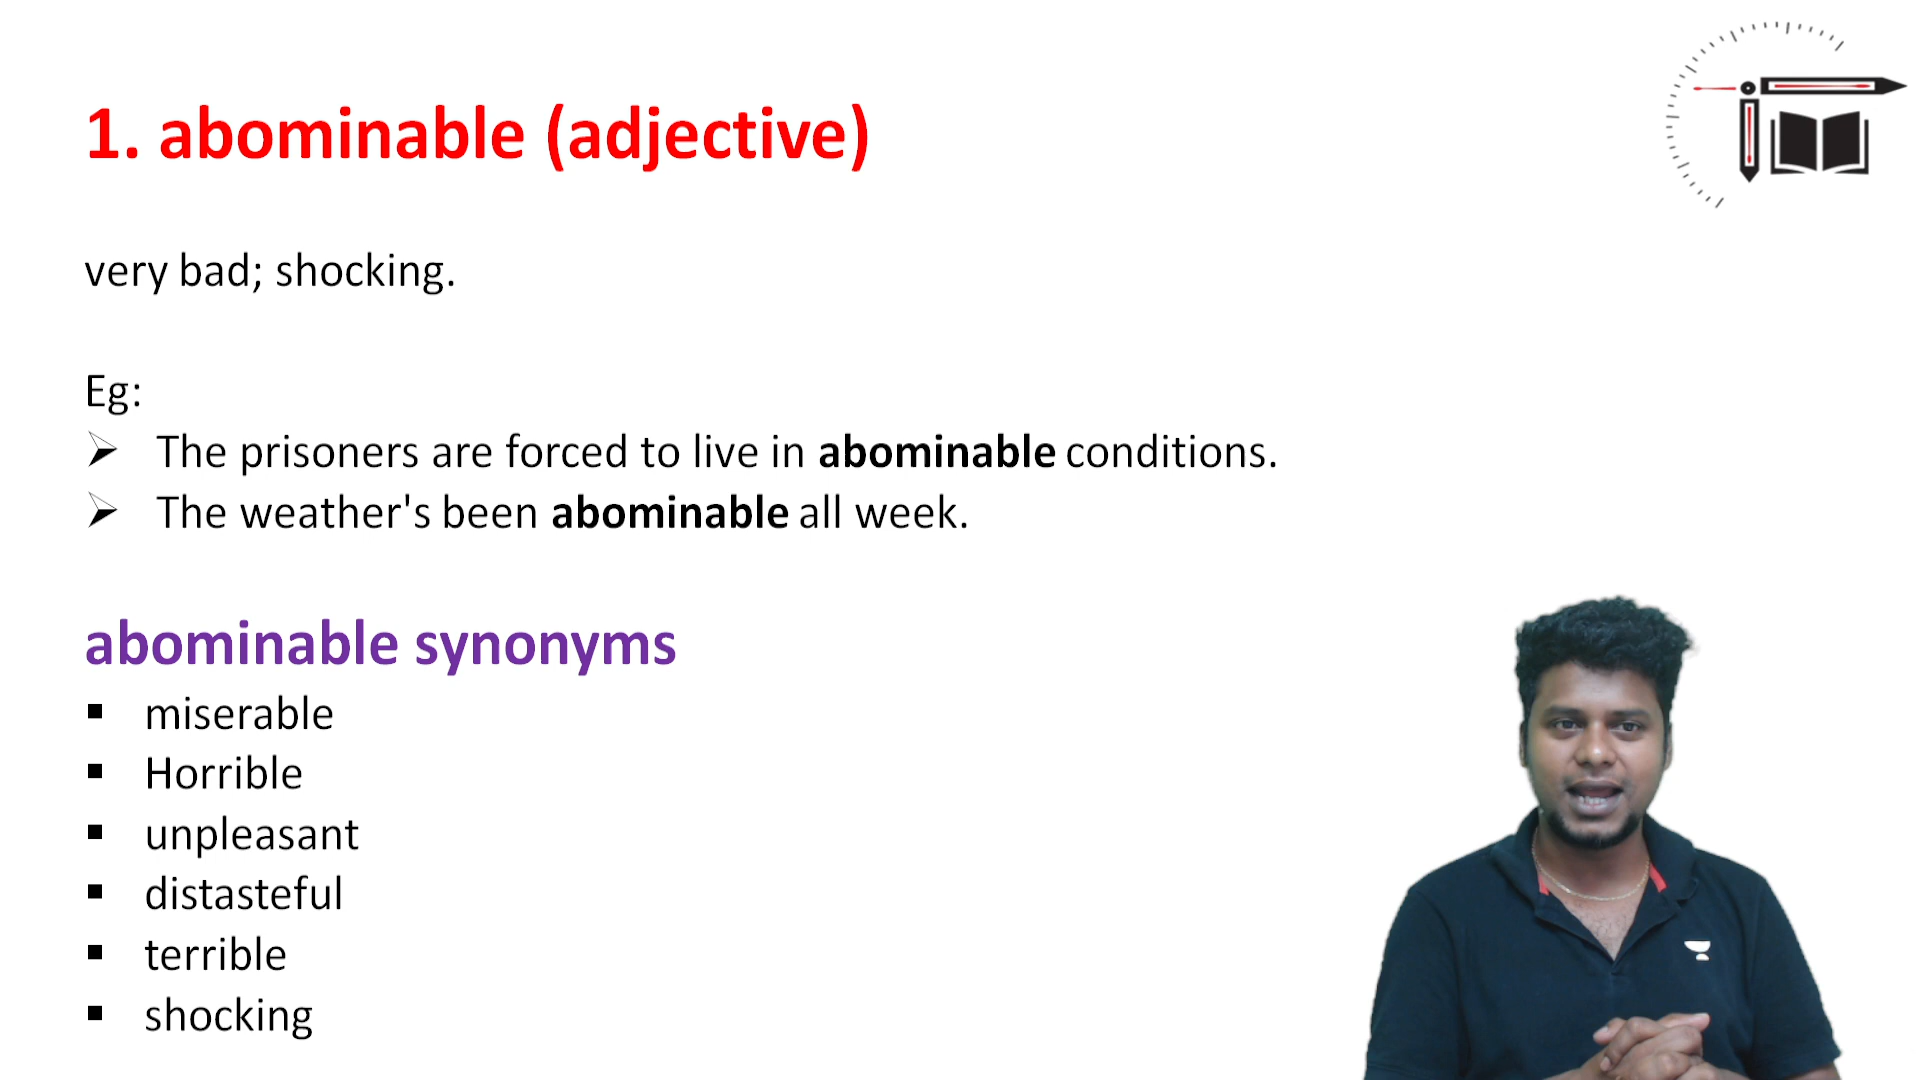 1. abominable (adjective)
very bad; shocking.
Eg:
➢ The prisoners are forced to live in abominable conditions.
➢ The weather's been abominable all week.
abominable synonyms
▪ miserable
▪ Horrible
▪ unpleasant
▪ distasteful
▪ terrible
▪ shocking